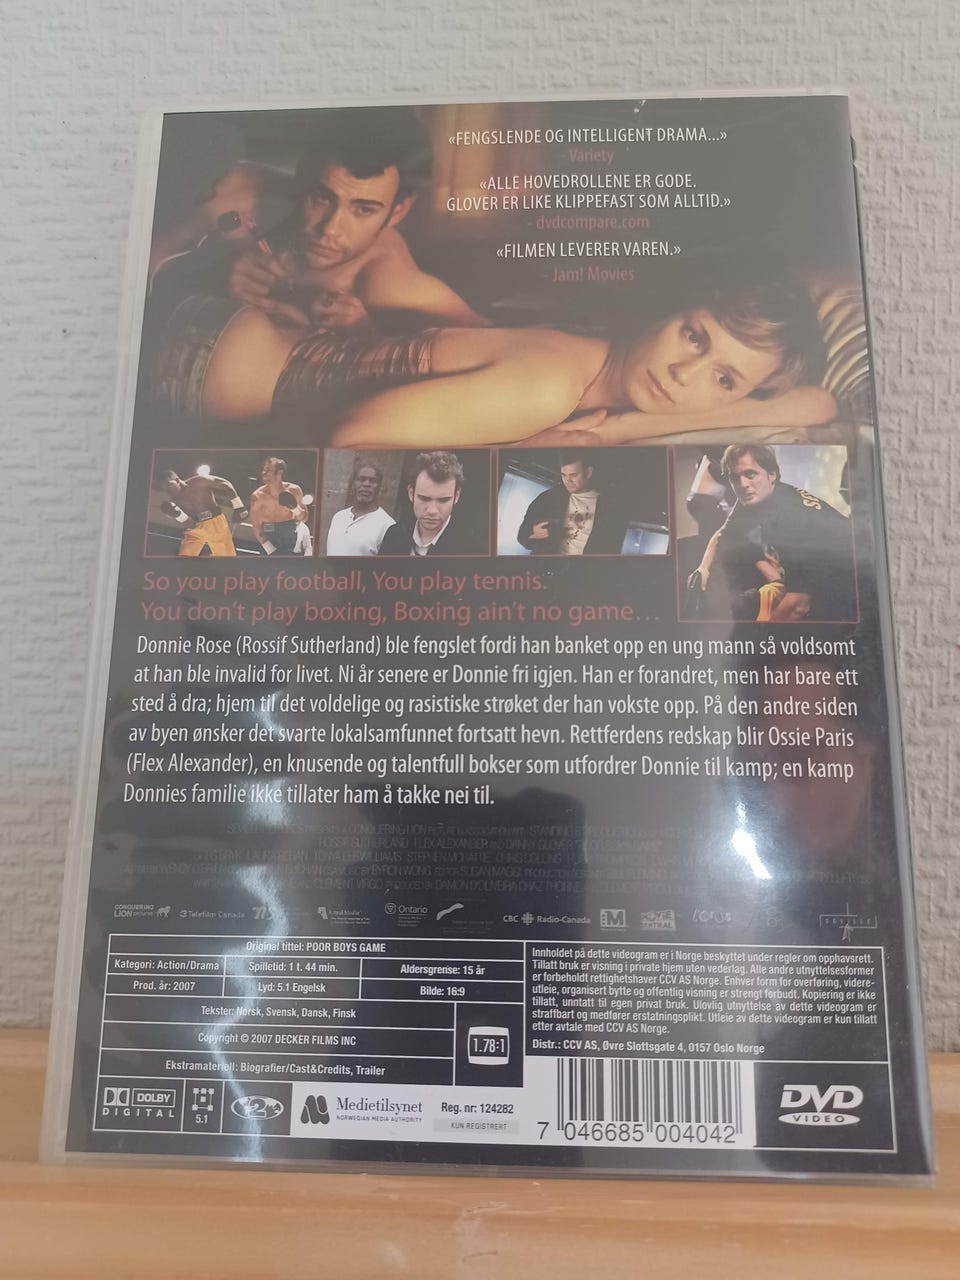 «FENGSLENDE OG INTELLIGENT DRAMA...»
- Variety
«ALLE HOVEDROLLENE ER GODE.
GLOVER ER LIKE KLIPPEFAST SOM ALLTID.»
- dvdcompare.com
«FILMEN LEVERER VAREN.»
- Jam! Movies
So you play football, You play tennis.
You don't play boxing, Boxing ain't no game...
Donnie Rose (Rossif Sutherland) ble fengslet fordi han banket opp en ung mann så voldsomt
at han ble invalid for livet. Ni år senere er Donnie fri igjen. Han er forandret, men har bare ett
sted å dra; hjem til det voldelige og rasistiske strøket der han vokste opp. På den andre siden
av byen ønsker det svarte lokalsamfunnet fortsatt hevn. Rettferdens redskap blir Ossie Paris
(Flex Alexander), en knusende og talentfull bokser som utfordrer Donnie til kamp; en kamp
Donnies familie ikke tillater ham å takke nei til.
CONQUERING LION pictures
Telefilm Canada
Ontario
CBC Radio-Canada
MOVIE CENTRAL
Original tittel: POOR BOYS GAME
Kategori: Action/Drama
Spilletid: 1 t. 44 min.
Aldersgrense: 15 år
Prod. år: 2007
Lyd: 5.1 Engelsk
Bilde: 16:9
Tekster: Norsk, Svensk, Dansk, Finsk
Copyright © 2007 DECKER FILMS INC
Ekstramateriell: Biografier/Cast&Credits, Trailer
1.78:1
Innholdet på dette videogram er i Norge beskyttet under regler om opphavsrett.
Tillatt bruk er visning i private hjem uten vederlag. Alle andre utnyttelsesformer
er forbeholdt rettighetshaver CCV AS Norge. Enhver form for overføring, videre-
utleie, organisert bytte og offentlig visning er strengt forbudt. Kopiering er ikke
tillatt, unntatt til egen privat bruk. Ulovlig utnyttelse av dette videogram er
straffbart og medfører erstatningsplikt. Utleie av dette videogram er kun tillatt
etter avtale med CCV AS Norge.
Distr.: CCV AS, Øvre Slottsgate 4, 0157 Oslo Norge
DOLBY
DIGITAL
5.1
2
Medietilsynet
NORWEGIAN MEDIA AUTHORITY
Reg. nr: 124282
KUN REGISTRERT
7 046685 004042
DVD
VIDEO